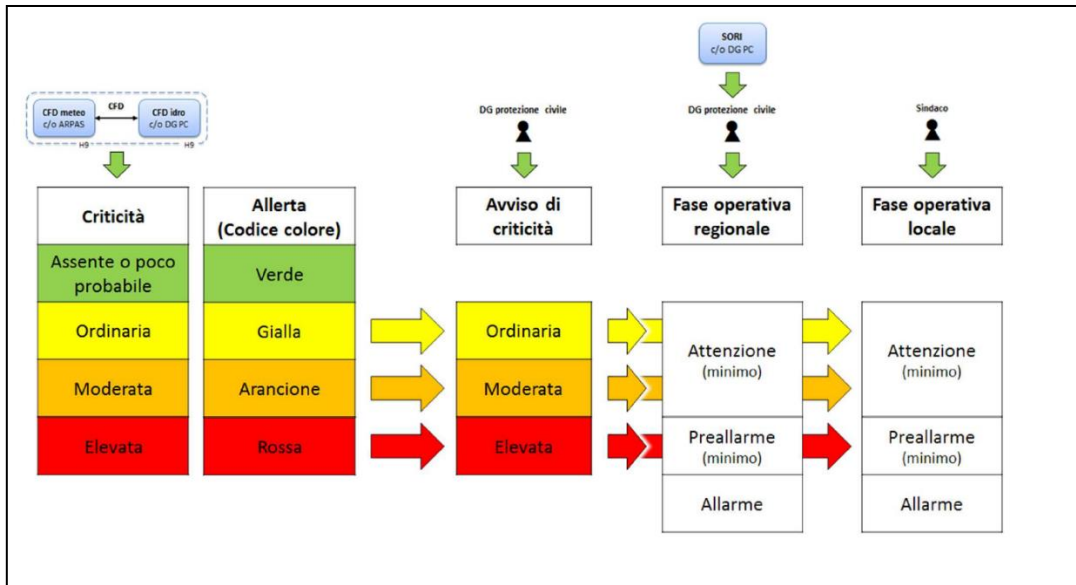 SORI
c/o DG PC
CFD meteo
c/o ARPAS
CFD
CFD idro
c/o DG PC
H9
H9
DG protezione civile
DG protezione civile
Sindaco
Criticità
Allerta
(Codice colore)
Avviso di
criticità
Fase operativa
regionale
Fase operativa
locale
Assente o poco
probabile
Verde
Ordinaria
Gialla
Ordinaria
Attenzione
(minimo)
Attenzione
(minimo)
Moderata
Arancione
Moderata
Elevata
Rossa
Elevata
Preallarme
(minimo)
Preallarme
(minimo)
Allarme
Allarme